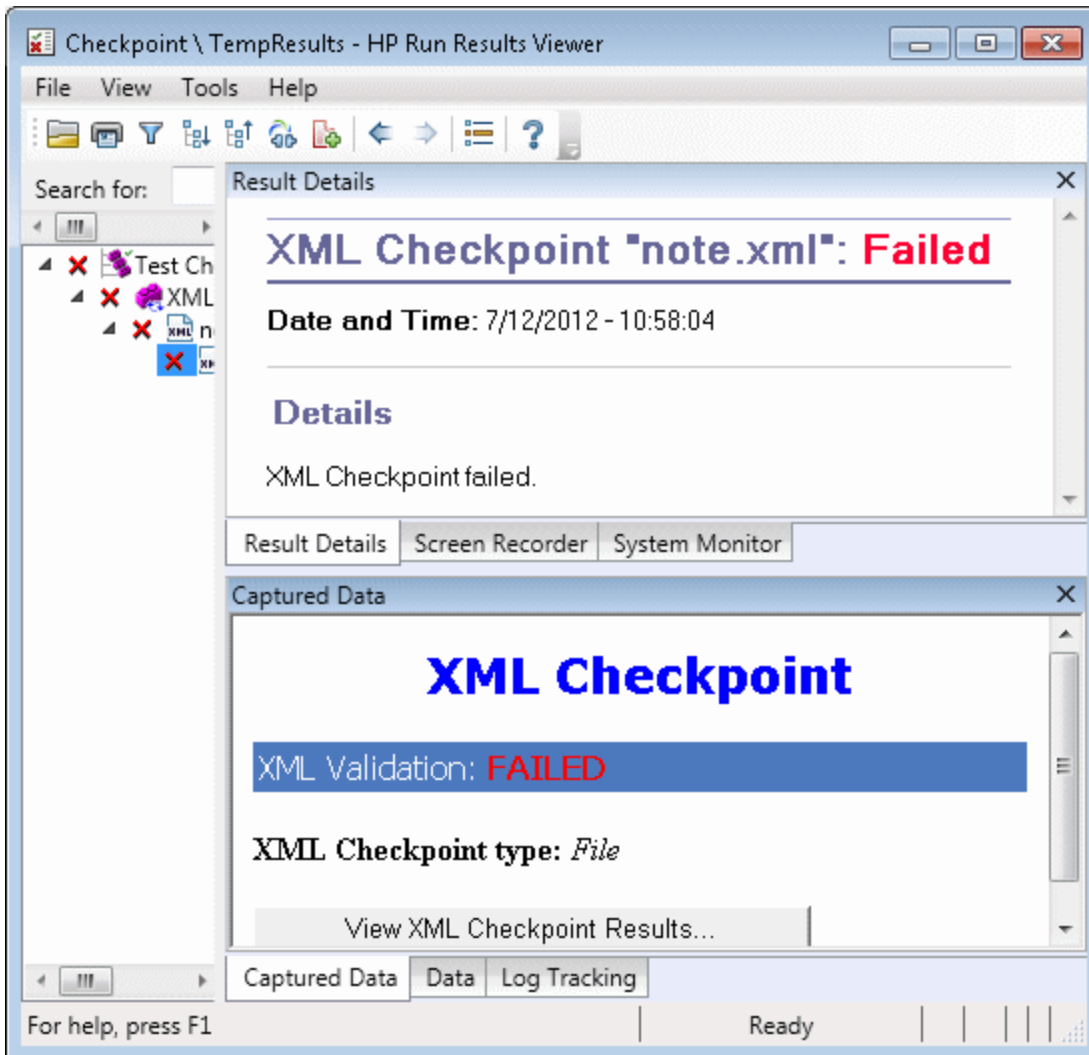 Checkpoint \ TempResults - HP Run Results Viewer
File View Tools Help
Search for:
Test Ch
XML
n
Result Details
XML Checkpoint "note.xml": Failed
Date and Time: 7/12/2012 - 10:58:04
Details
XML Checkpoint failed.
Result Details Screen Recorder System Monitor
Captured Data
XML Checkpoint
XML Validation: FAILED
XML Checkpoint type: File
View XML Checkpoint Results...
Captured Data Data Log Tracking
For help, press F1 Ready